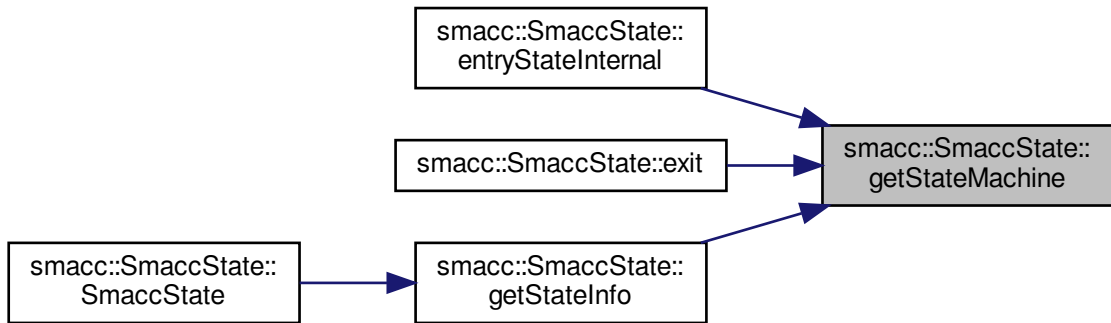 smacc::SmaccState::
entryStateInternal
smacc::SmaccState::
getStateMachine
smacc::SmaccState::exit
smacc::SmaccState::
SmaccState
smacc::SmaccState::
getStateInfo